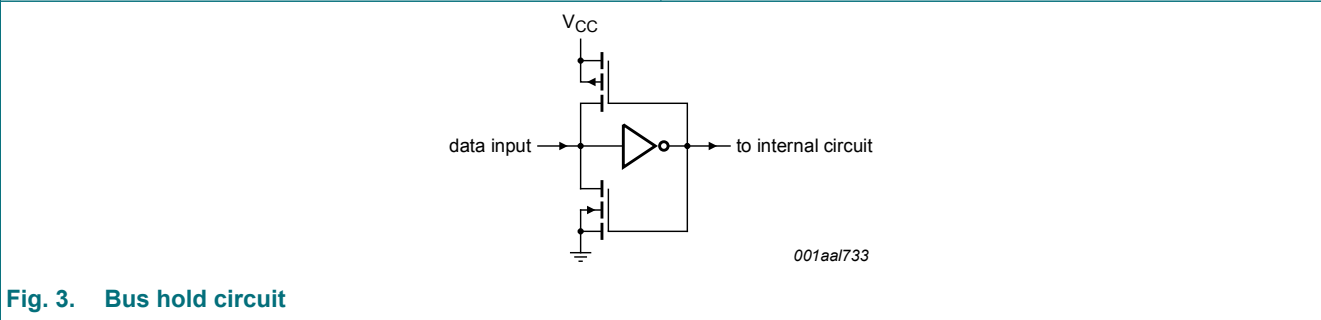 VCC
data input
to internal circuit
001aal733
Fig. 3. Bus hold circuit